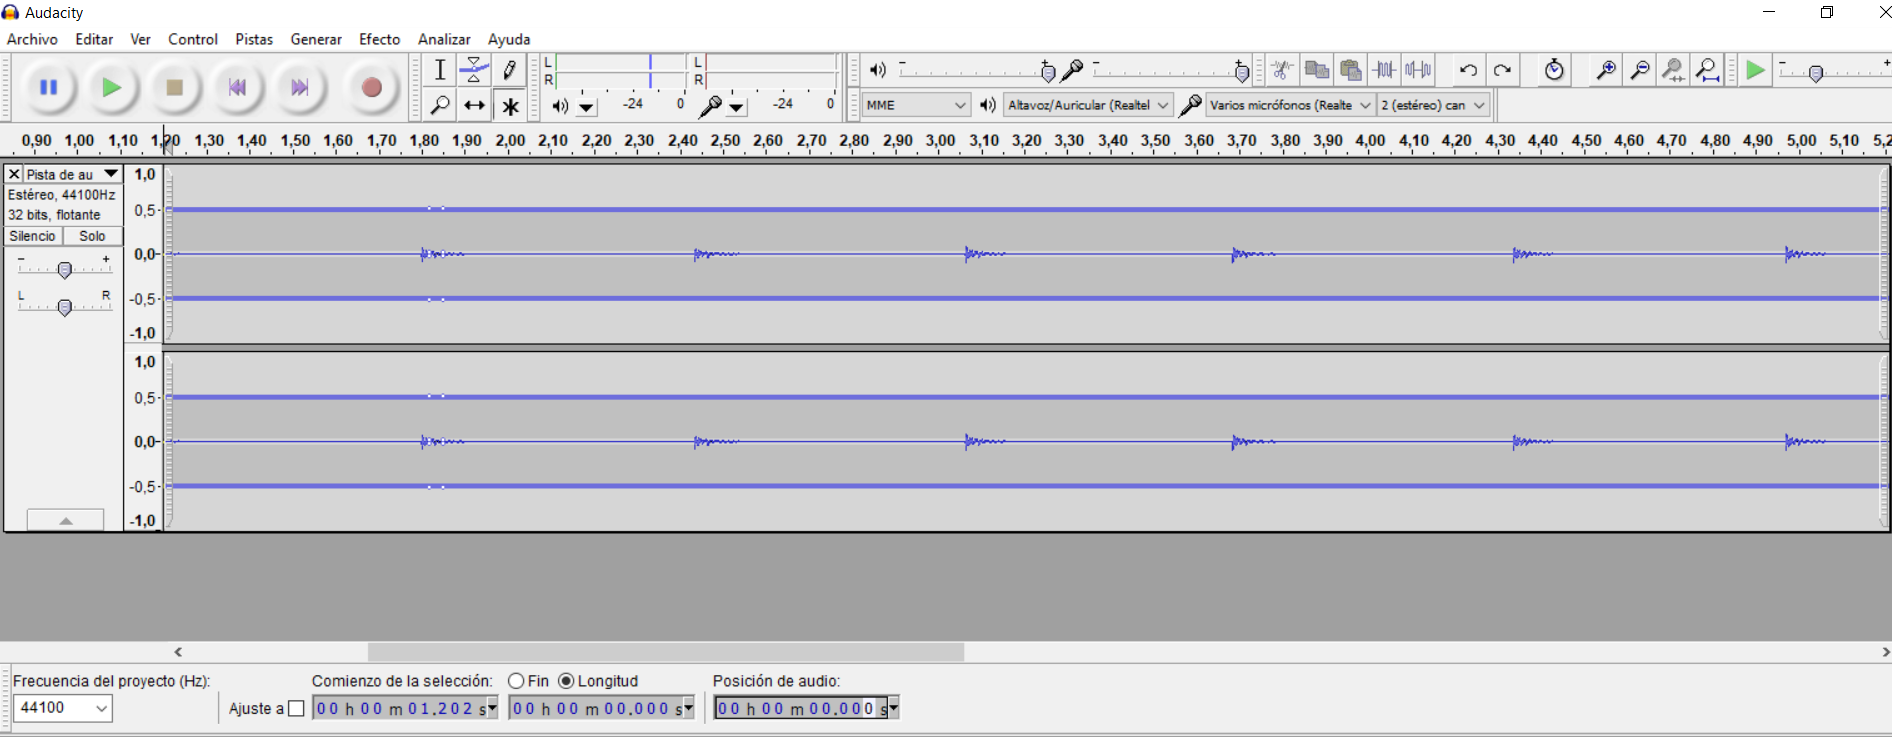 Audacity
Archivo Editar Ver Control Pistas Generar Efecto Analizar Ayuda
L
R
-24 0
L
R
-24 0
- +
- +
- +
MME
Altavoz/Auricular (Realtel
Varios micrófonos (Realte
2 (estéreo) can
0,90 1,00 1,10 1,20 1,30 1,40 1,50 1,60 1,70 1,80 1,90 2,00 2,10 2,20 2,30 2,40 2,50 2,60 2,70 2,80 2,90 3,00 3,10 3,20 3,30 3,40 3,50 3,60 3,70 3,80 3,90 4,00 4,10 4,20 4,30 4,40 4,50 4,60 4,70 4,80 4,90 5,00 5,10 5,2
Pista de au
Estéreo, 44100Hz
32 bits, flotante
Silencio Solo
- +
L R
1,0
0,5-
0,0-
-0,5-
-1,0
1,0
0,5-
0,0-
-0,5-
-1,0
Frecuencia del proyecto (Hz):
44100
Ajuste a
Comienzo de la selección:
00 h 00 m 01.202 s
Fin Longitud
00 h 00 m 00.000 s
Posición de audio:
00 h 00 m 00.000 s